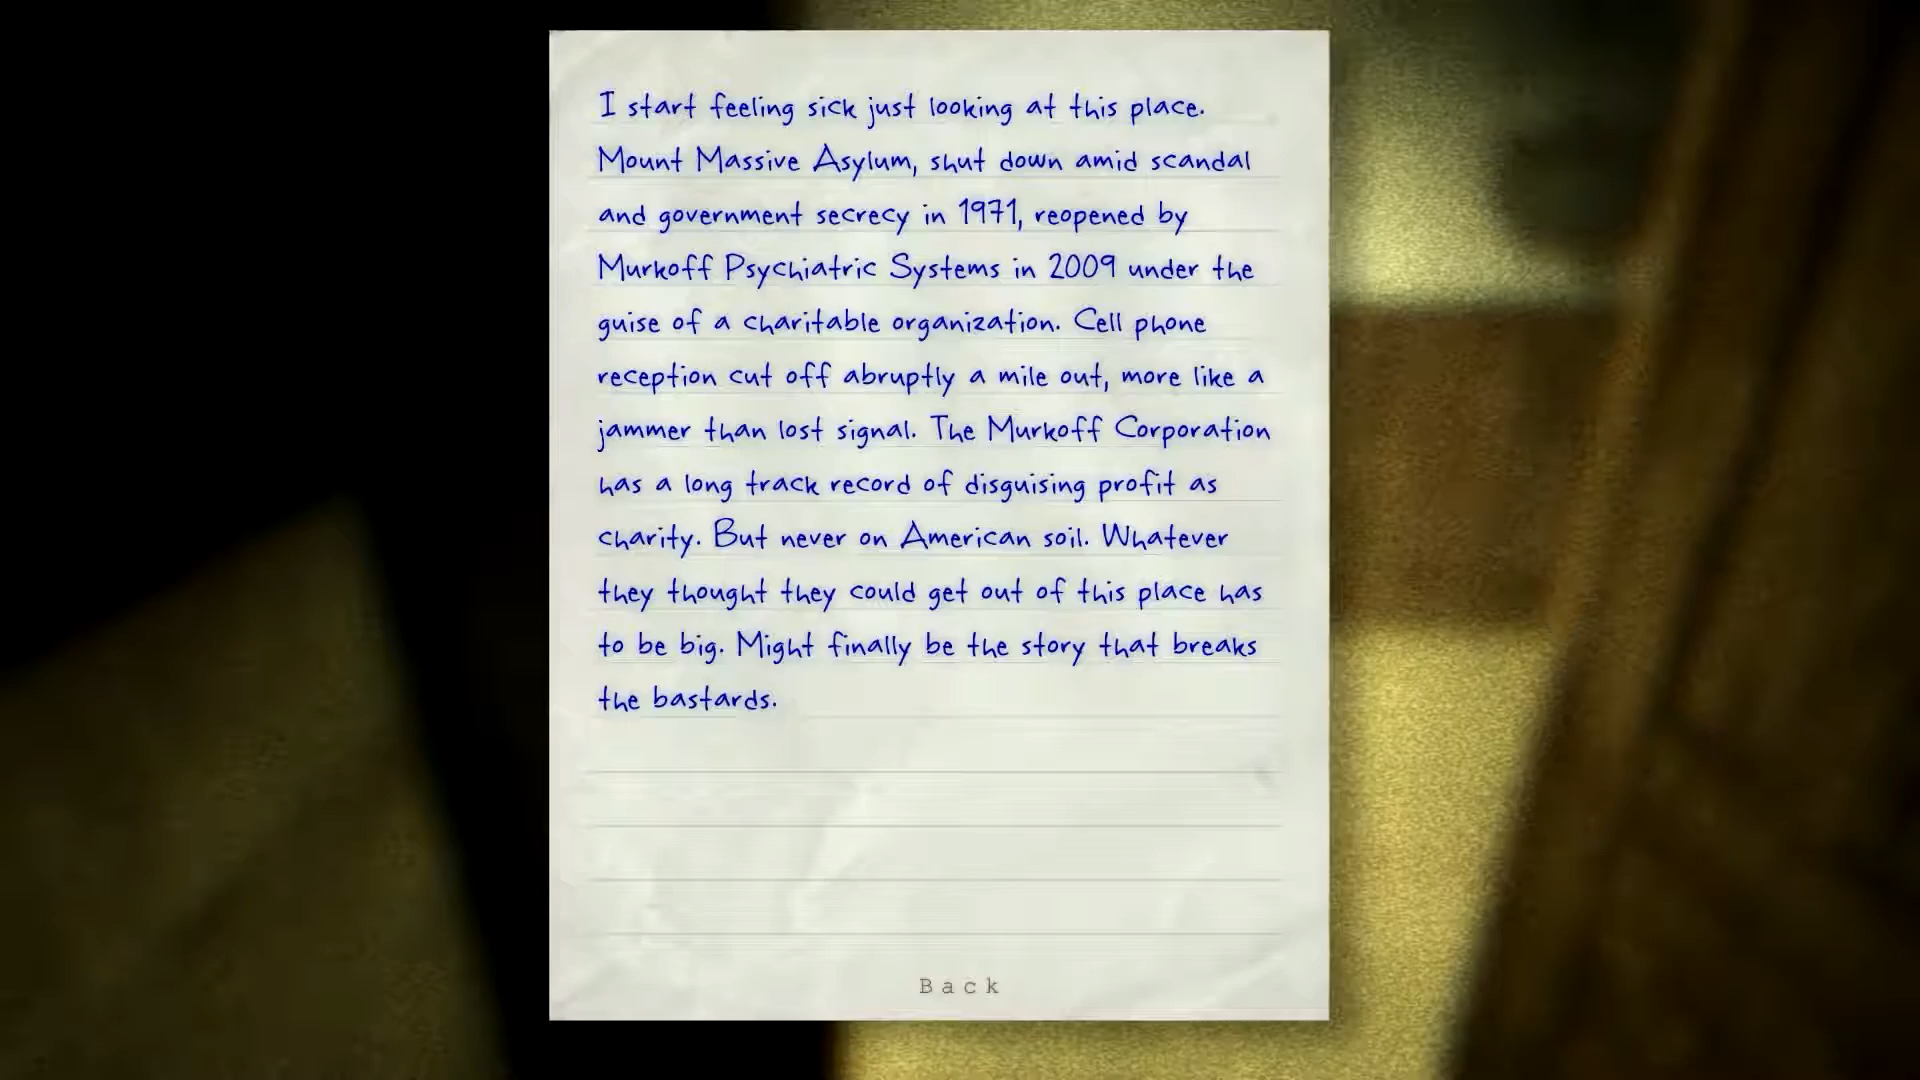 I start feeling sick just looking at this place.
Mount Massive Asylum, shut down amid scandal
and government secrecy in 1971, reopened by
Murkoff Psychiatric Systems in 2009 under the
guise of a charitable organization. Cell phone
reception cut off abruptly a mile out, more like a
jammer than lost signal. The Murkoff Corporation
has a long track record of disguising profit as
charity. But never on American soil. Whatever
they thought they could get out of this place has
to be big. Might finally be the story that breaks
the bastards.
Back